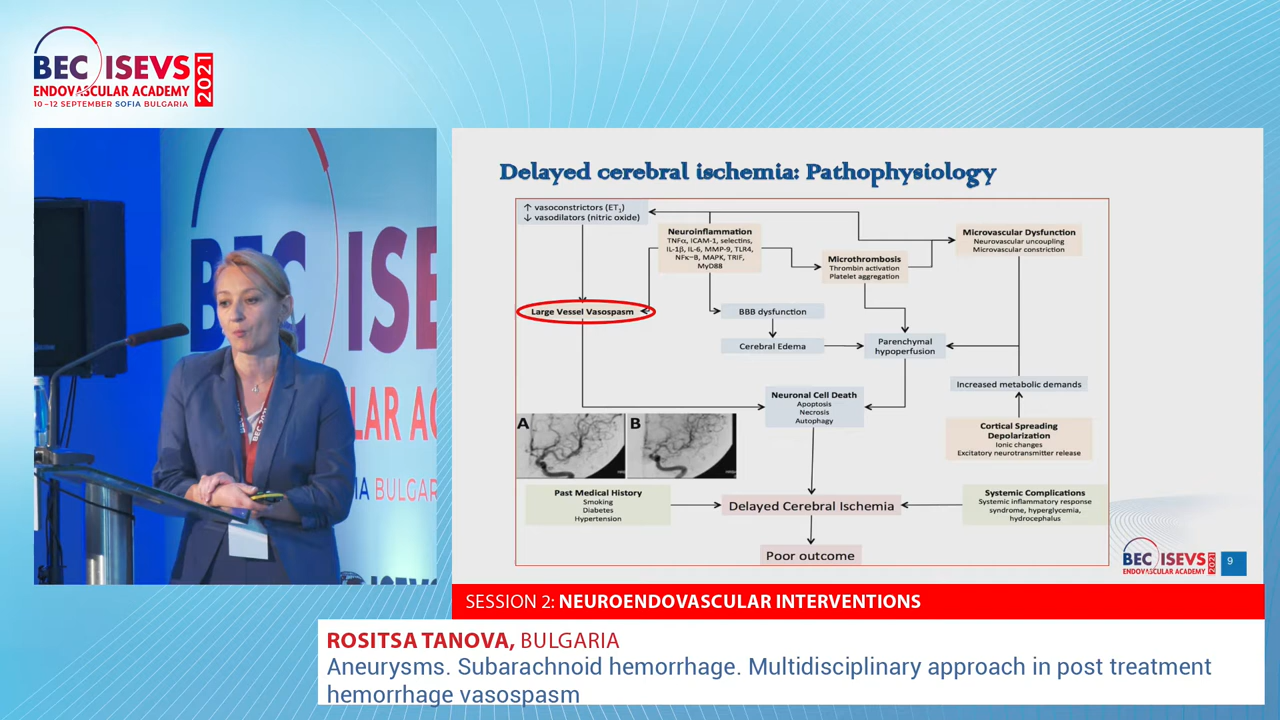 BEC ISEVS
2021
ENDOVASCULAR ACADEMY
10–12 SEPTEMBER SOFIA BULGARIA
BEC ISE
LAR AC
IA BULGAR
Delayed cerebral ischemia: Pathophysiology
↑ vasoconstrictors (ET1)
↓ vasodilators (nitric oxide)
Neuroinflammation
TNFα, ICAM-1, selectins,
IL-1β, IL-6, MMP-9, TLR4,
NFκ−B, MAPK, TRIF,
MyD88
Microthrombosis
Thrombin activation
Platelet aggregation
Microvascular Dysfunction
Neurovascular uncoupling
Microvascular constriction
Large Vessel Vasospasm
BBB dysfunction
Cerebral Edema
Parenchymal
hypoperfusion
Increased metabolic demands
Neuronal Cell Death
Apoptosis
Necrosis
Autophagy
Cortical Spreading
Depolarization
Ionic changes
Excitatory neurotransmitter release
A
B
Past Medical History
Smoking
Diabetes
Hypertension
Delayed Cerebral Ischemia
Systemic Complications
Systemic inflammatory response
syndrome, hyperglycemia,
hydrocephalus
Poor outcome
BEC ISEVS
ENDOVASCULAR ACADEMY
2021
9
SESSION 2: NEUROENDOVASCULAR INTERVENTIONS
ROSITSA TANOVA, BULGARIA
Aneurysms. Subarachnoid hemorrhage. Multidisciplinary approach in post treatment
hemorrhage vasospasm